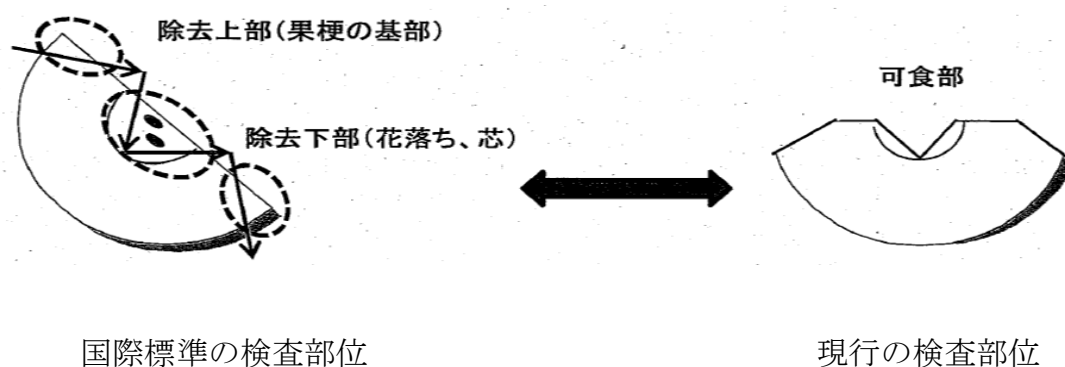 除去上部(果梗の基部)
可食部
除去下部(花落ち、芯)
国際標準の検査部位
現行の検査部位